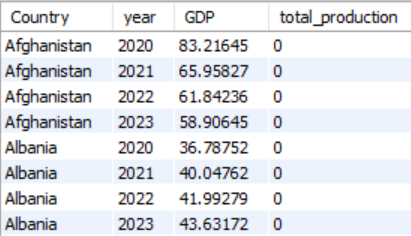 Country year GDP total_production
Afghanistan 2020 83.21645 0
Afghanistan 2021 65.95827 0
Afghanistan 2022 61.84236 0
Afghanistan 2023 58.90645 0
Albania 2020 36.78752 0
Albania 2021 40.04762 0
Albania 2022 41.99279 0
Albania 2023 43.63172 0